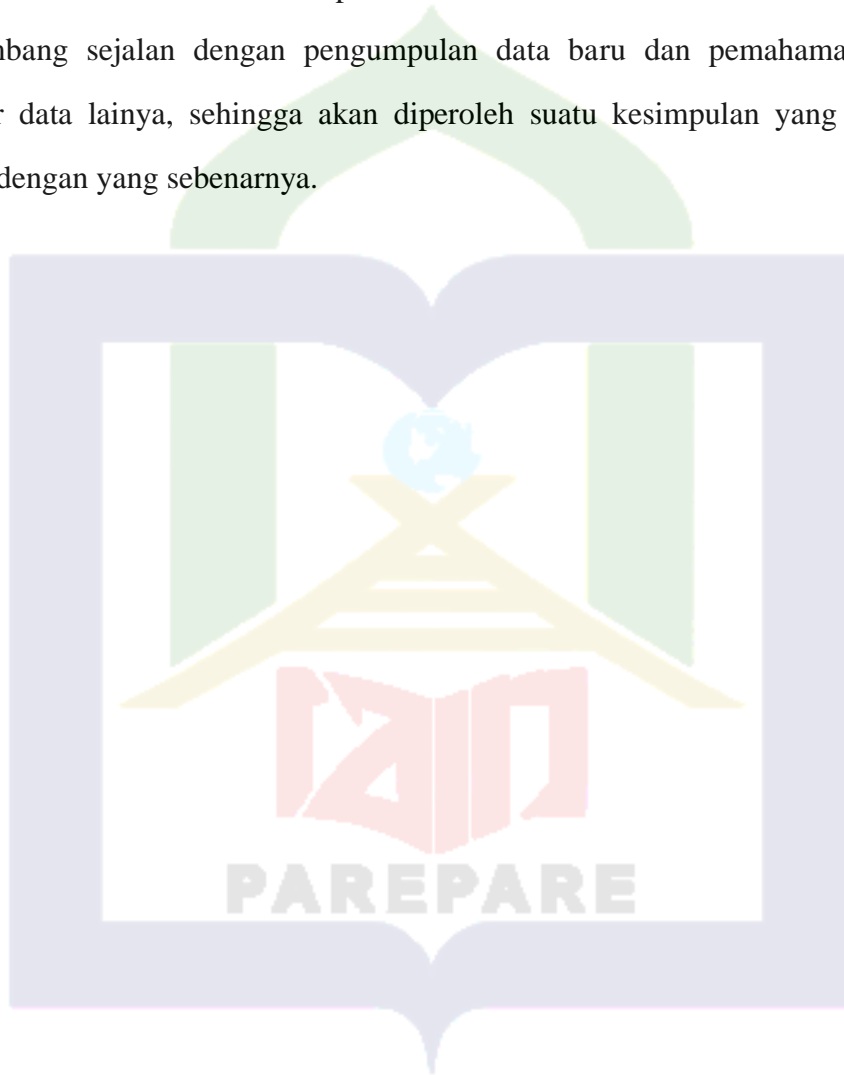 mbang sejalan dengan pengumpulan data baru dan pemahama
r data lainya, sehingga akan diperoleh suatu kesimpulan yang
dengan yang sebenarnya.
iain
PAREPARE